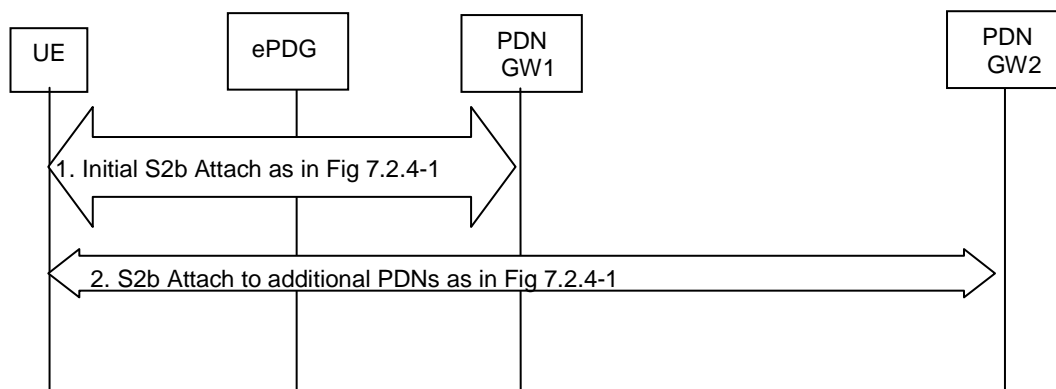 UE
ePDG
PDN
GW1
PDN
GW2
1. Initial S2b Attach as in Fig 7.2.4-1
2. S2b Attach to additional PDNs as in Fig 7.2.4-1